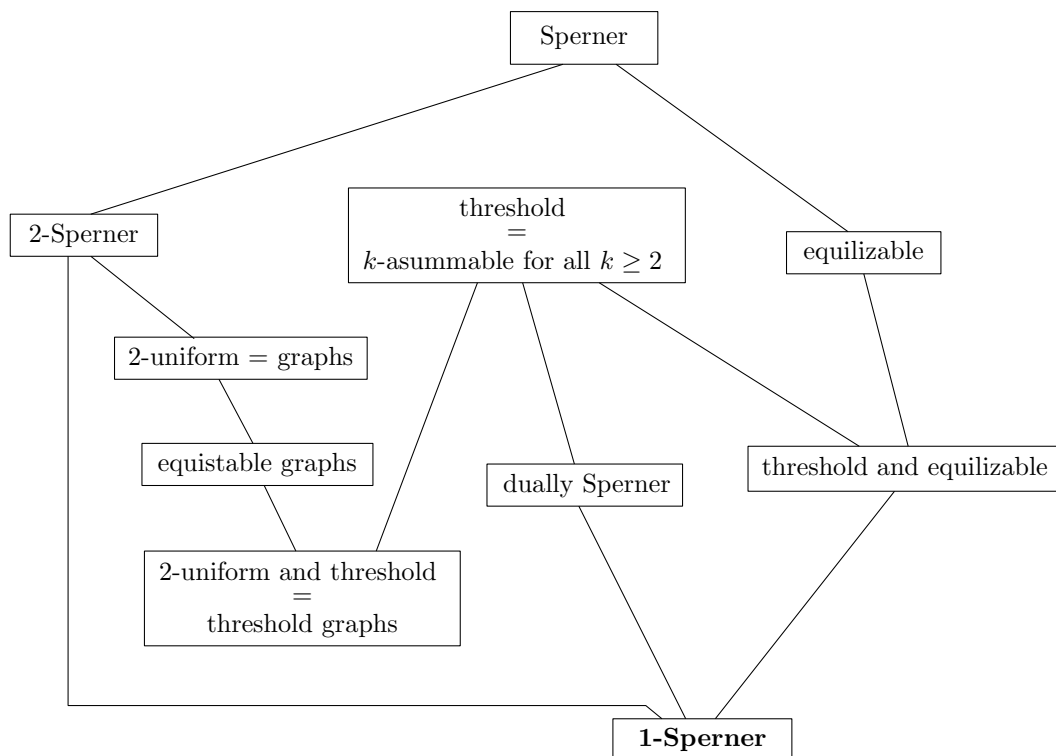 Sperner
2-Sperner
threshold
=
k-asummable for all k ≥ 2
equilizable
2-uniform = graphs
equistable graphs
dually Sperner
threshold and equilizable
2-uniform and threshold
=
threshold graphs
1-Sperner